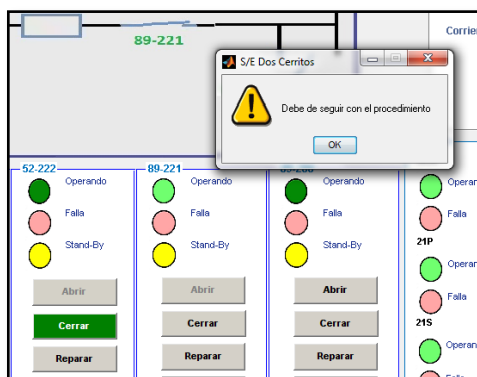 Corrien
89-221
S/E Dos Cerritos
Debe de seguir con el procedimiento
OK
52-222
Operando
Falla
Stand-By
Abrir
Cerrar
Reparar
89-221
Operando
Falla
Stand-By
Abrir
Cerrar
Reparar
Operando
Falla
Stand-By
Abrir
Cerrar
Reparar
Operan
Falla
21P
Operan
Falla
21S
Operan
Falla